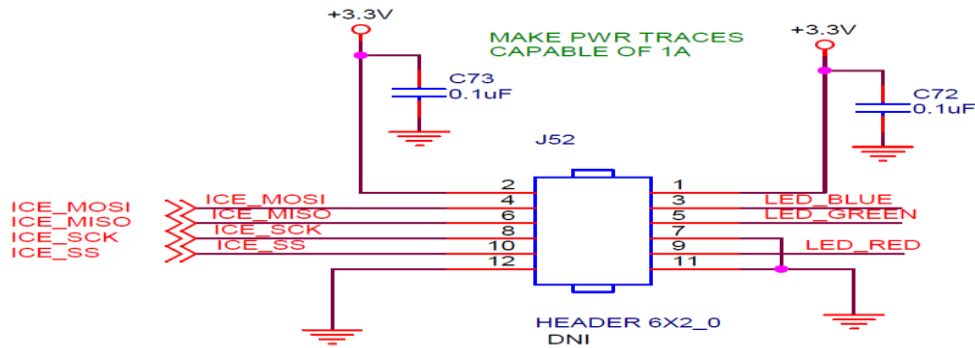 +3.3V
MAKE PWR TRACES
CAPABLE OF 1A
+3.3V
C73
0.1uF
C72
0.1uF
J52
2
1
ICE_MOSI
ICE_MOSI
4
3
LED_BLUE
ICE_MISO
ICE_MISO
6
5
LED_GREEN
ICE_SCK
ICE_SCK
8
7
ICE_SS
ICE_SS
10
9
LED_RED
12
11
HEADER 6X2_0
DNI